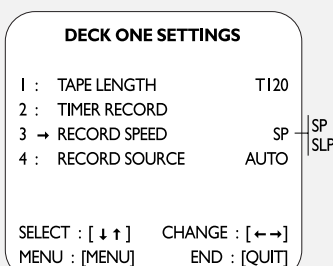 DECK ONE SETTINGS
1 : TAPE LENGTH T120
2 : TIMER RECORD
3 → RECORD SPEED SP
SP
SLP
4 : RECORD SOURCE AUTO
SELECT : [↓↑] CHANGE : [←→]
MENU : [MENU] END : [QUIT]